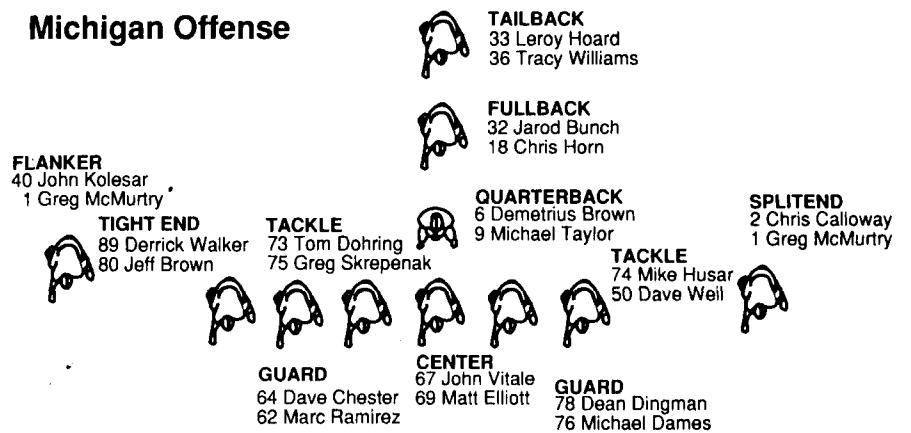 Michigan Offense
TAILBACK
33 Leroy Hoard
36 Tracy Williams
FULLBACK
32 Jarod Bunch
18 Chris Horn
FLANKER
40 John Kolesar
1 Greg McMurtry
QUARTERBACK
6 Demetrius Brown
9 Michael Taylor
SPLITEND
2 Chris Calloway
1 Greg McMurtry
TIGHT END
89 Derrick Walker
80 Jeff Brown
TACKLE
73 Tom Dohring
75 Greg Skrepenak
TACKLE
74 Mike Husar
50 Dave Weil
GUARD
64 Dave Chester
62 Marc Ramirez
CENTER
67 John Vitale
69 Matt Elliott
GUARD
78 Dean Dingman
76 Michael Dames